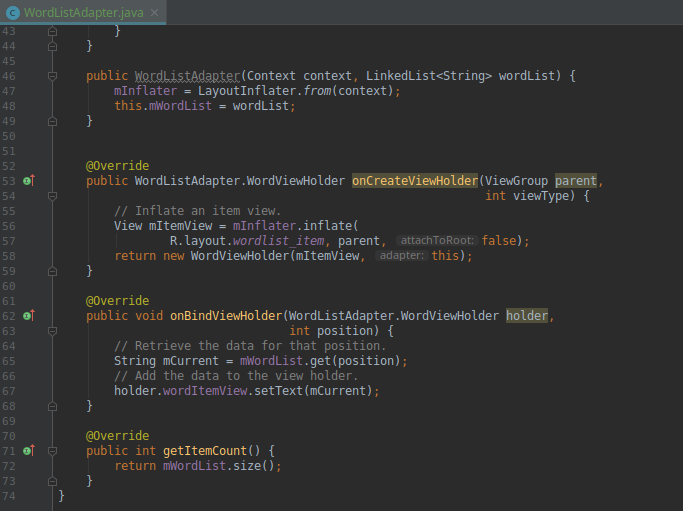 WordListAdapter.java ×
43 }
44 }
45
46 public WordListAdapter(Context context, LinkedList<String> wordList) {
47 mInflater = LayoutInflater.from(context);
48 this.mWordList = wordList;
49 }
50
51
52 @Override
53 public WordListAdapter.WordViewHolder onCreateViewHolder(ViewGroup parent,
54 int viewType) {
55 // Inflate an item view.
56 View mItemView = mInflater.inflate(
57 R.layout.wordlist_item, parent, attachToRoot: false);
58 return new WordViewHolder(mItemView, adapter: this);
59 }
60
61 @Override
62 public void onBindViewHolder(WordListAdapter.WordViewHolder holder,
63 int position) {
64 // Retrieve the data for that position.
65 String mCurrent = mWordList.get(position);
66 // Add the data to the view holder.
67 holder.wordItemView.setText(mCurrent);
68 }
69
70 @Override
71 public int getItemCount() {
72 return mWordList.size();
73 }
74 }